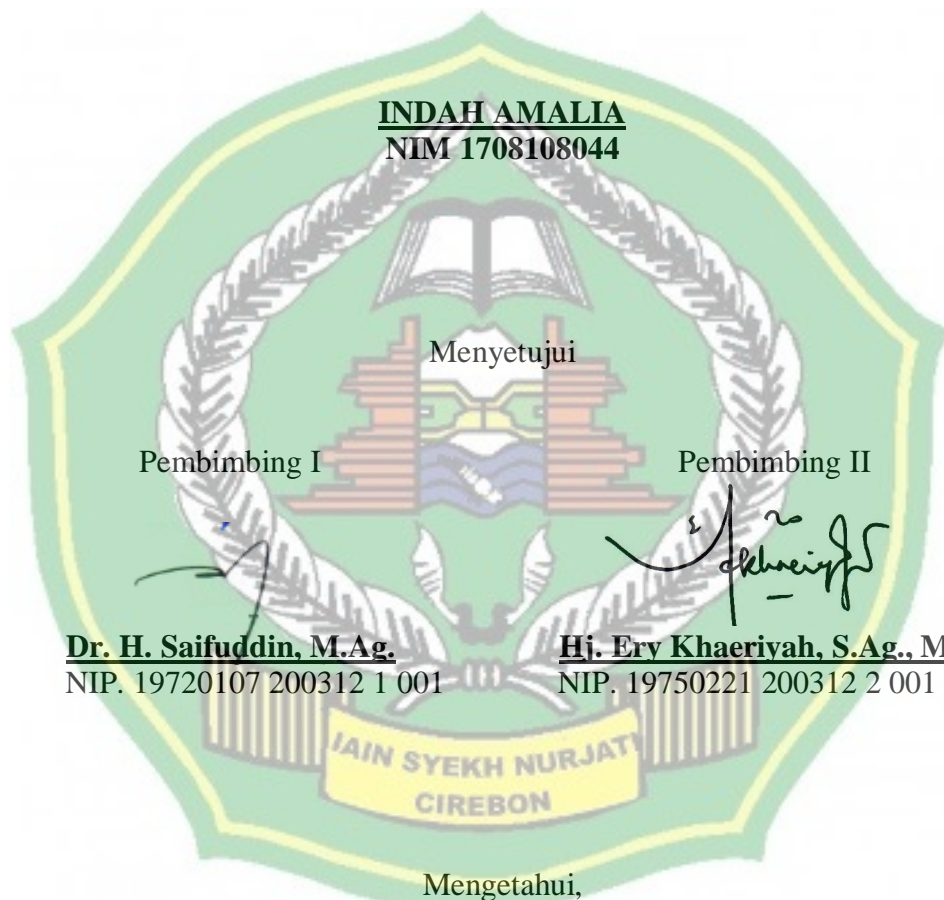 INDAH AMALIA
NIM 1708108044
Menyetujui
Pembimbing I
Pembimbing II
Dr. H. Saifuddin, M.Ag.
Hj. Ery Khaeriyah, S.Ag., M
NIP. 19720107 200312 1 001
NIP. 19750221 200312 2 001
IAIN SYEKH NURJATI
CIREBON
Mengetahui,